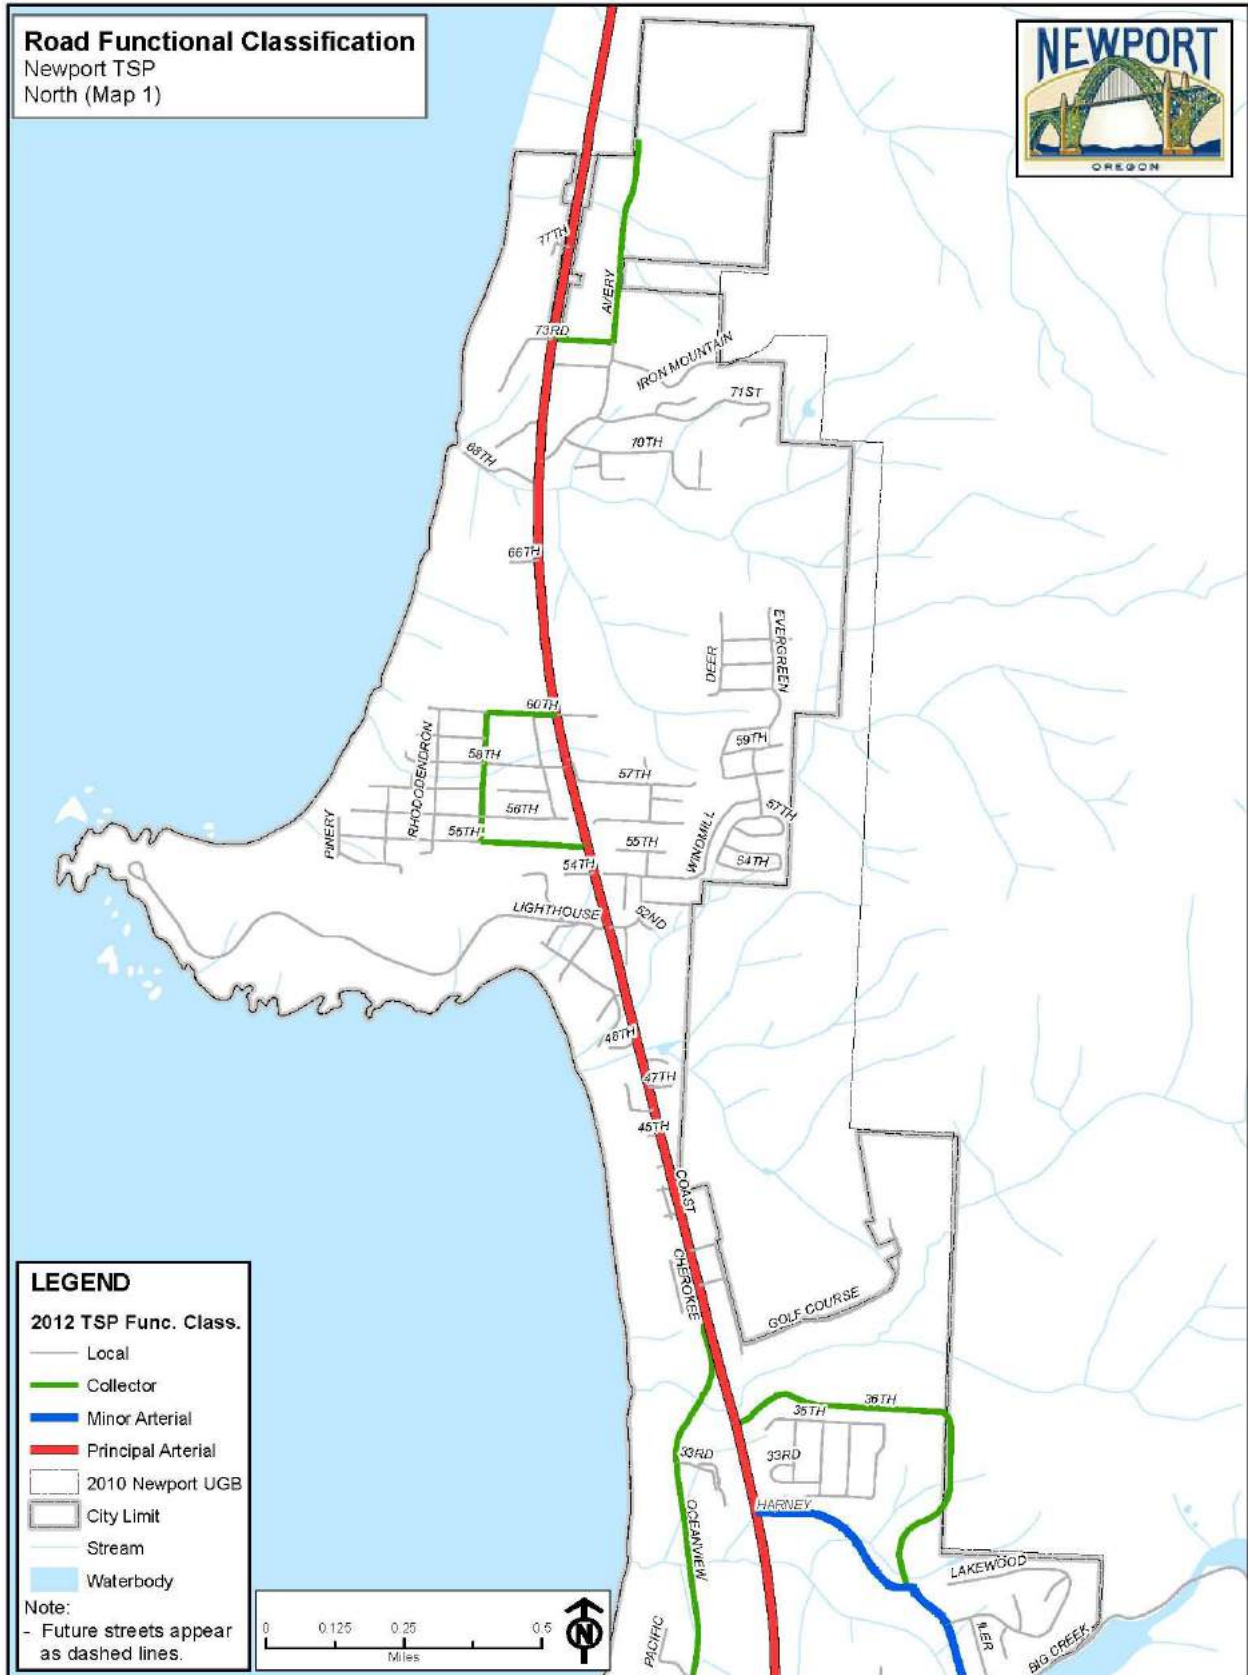 Road Functional Classification
Newport TSP
North (Map 1)
NEWPORT
OREGON
77TH
AVERY
73RD
IRON MOUNTAIN
71ST
70TH
68TH
66TH
EVERGREEN
DEER
60TH
RHODODENDRON
58TH
59TH
57TH
56TH
57TH
PINERY
55TH
55TH
WINDMILL
54TH
54TH
LIGHTHOUSE
52ND
48TH
47TH
45TH
COAST
CHEROKEE
GOLF COURSE
36TH
35TH
33RD
33RD
HARNEY
OCEANVIEW
LAKEWOOD
PACIFIC
ILER
BIG CREEK
LEGEND
2012 TSP Func. Class.
Local
Collector
Minor Arterial
Principal Arterial
2010 Newport UGB
City Limit
Stream
Waterbody
Note:
- Future streets appear
as dashed lines.
0 0.125 0.25 0.5
Miles
N